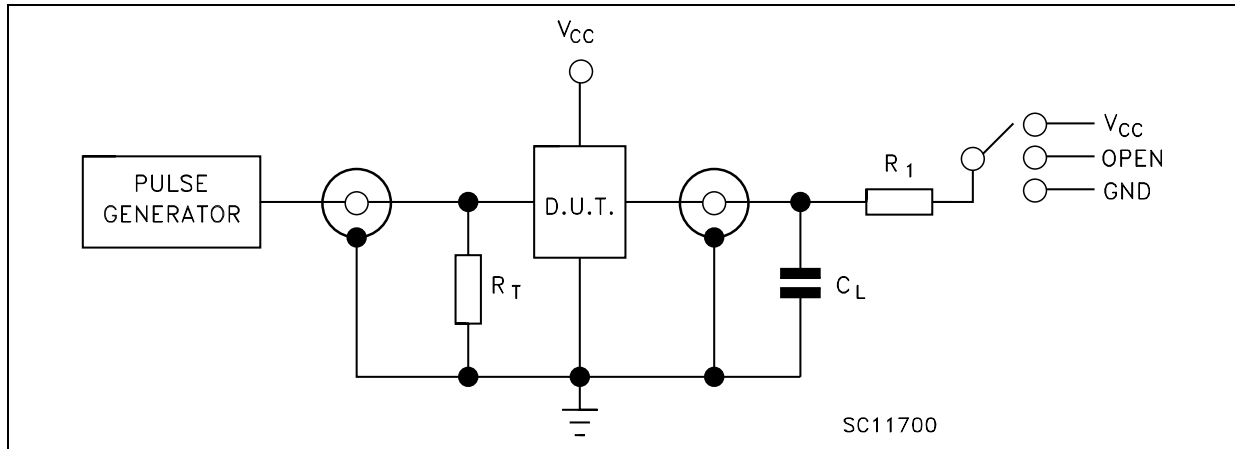 VCC
PULSE
GENERATOR
D.U.T.
RT
CL
R1
VCC
OPEN
GND
SC11700